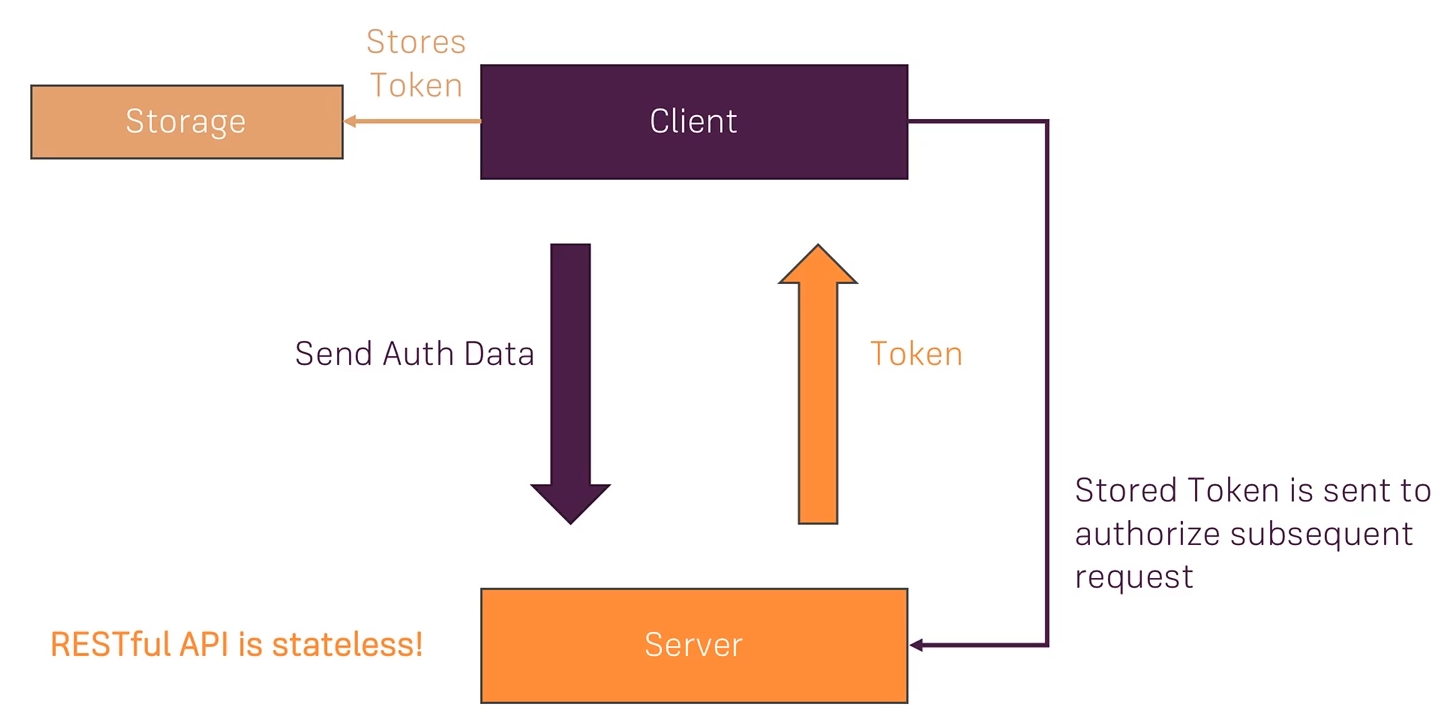 Stores
Token
Storage
Client
Send Auth Data
Token
Stored Token is sent to
authorize subsequent
request
RESTful API is stateless!
Server